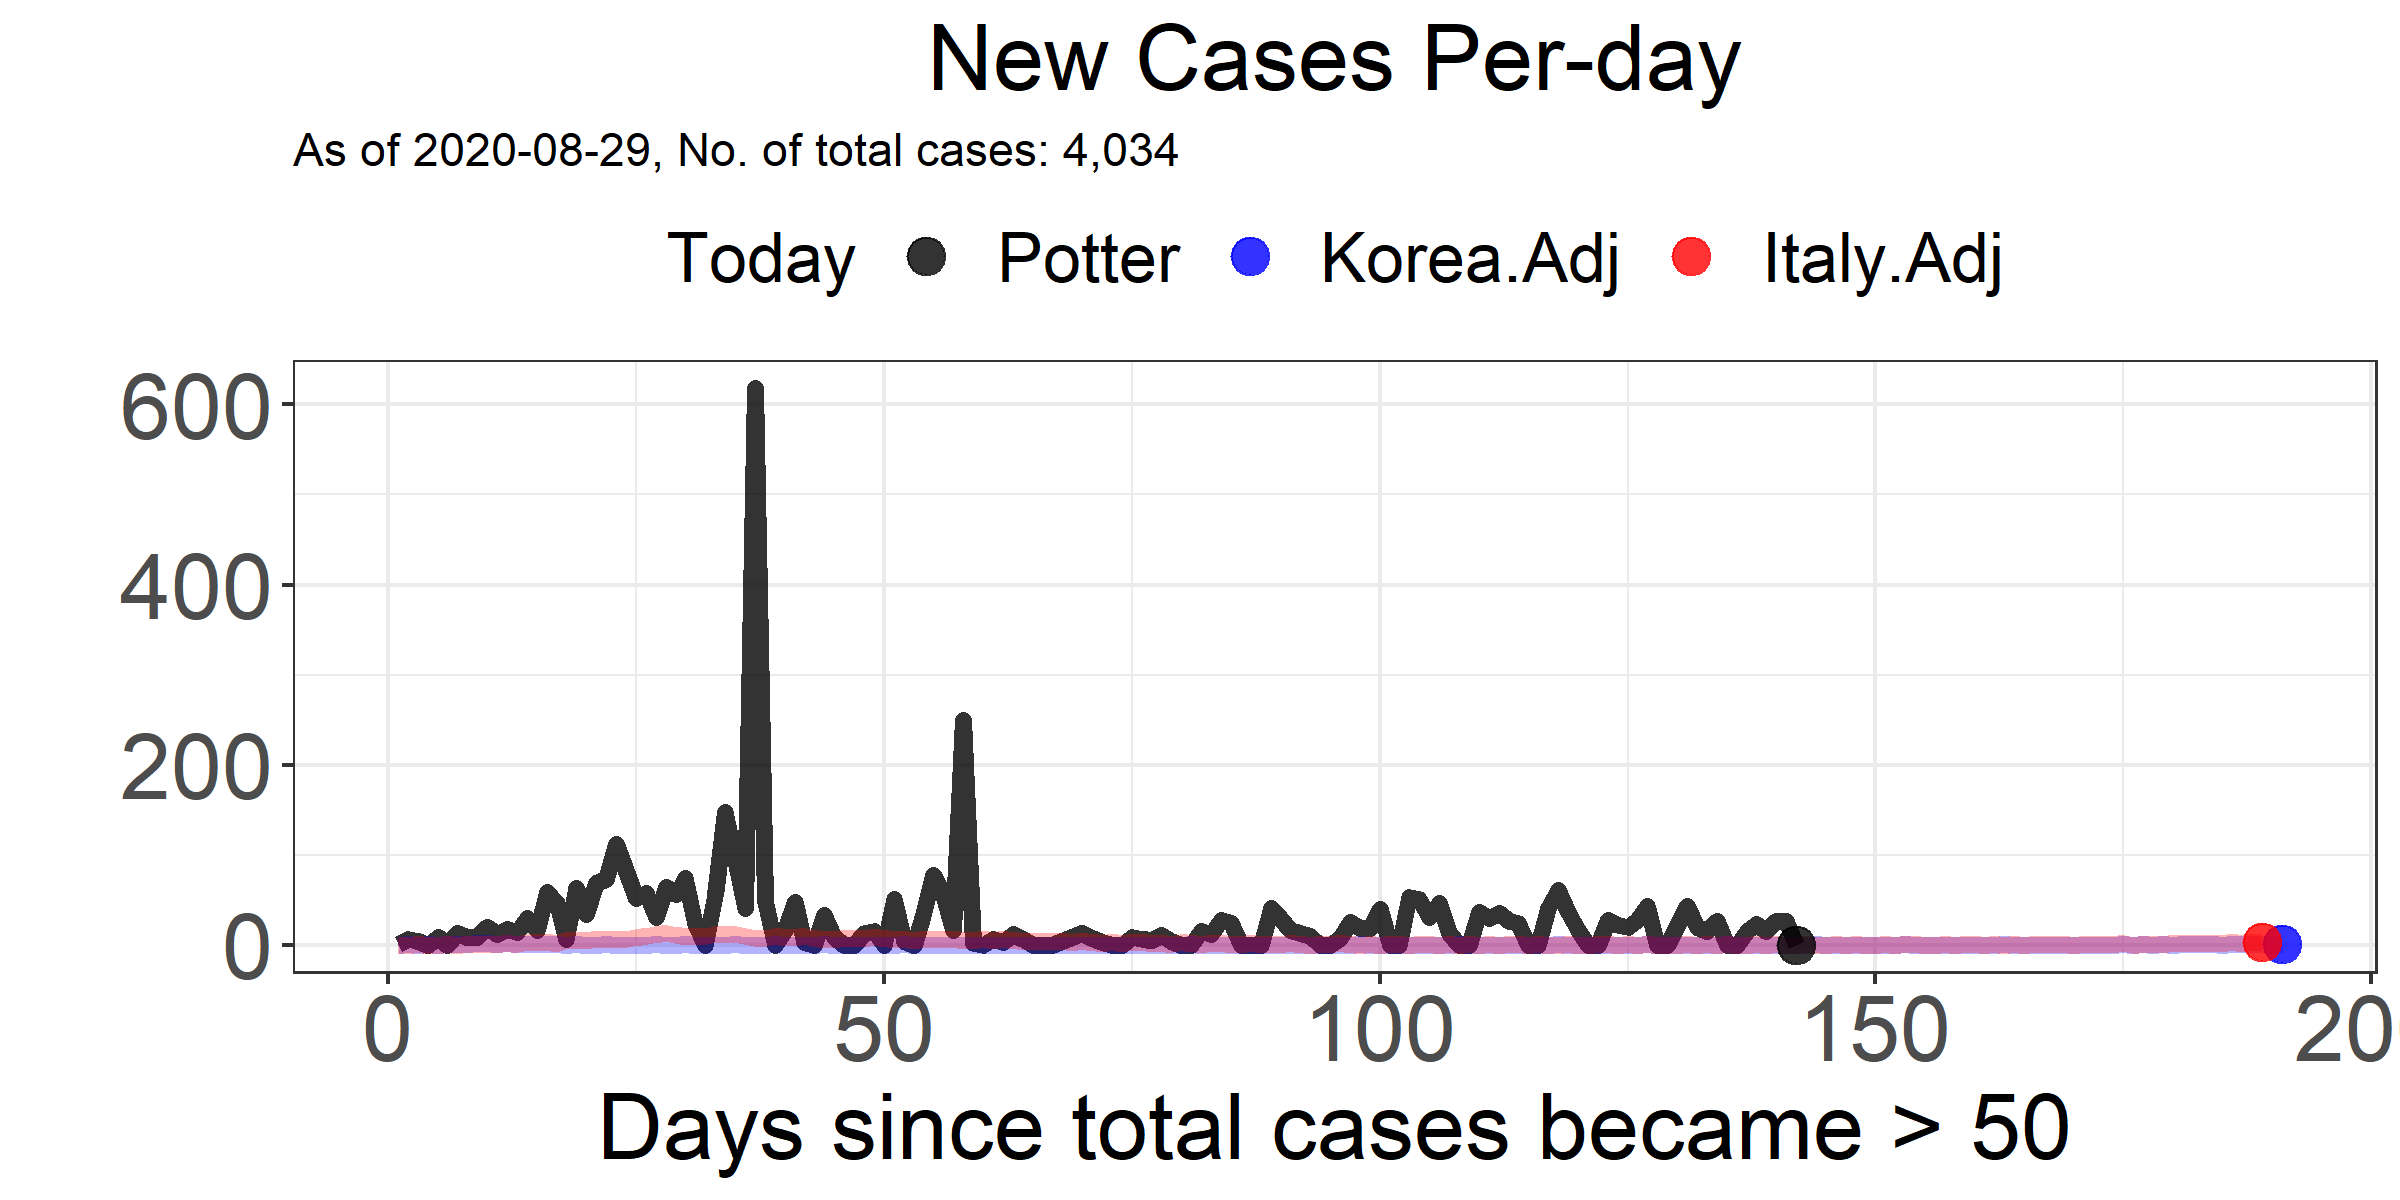 New Cases Per-day
As of 2020-08-29, No. of total cases: 4,034
Today Potter Korea.Adj Italy.Adj
600
400
200
0
0 50 100 150 20
Days since total cases became > 50